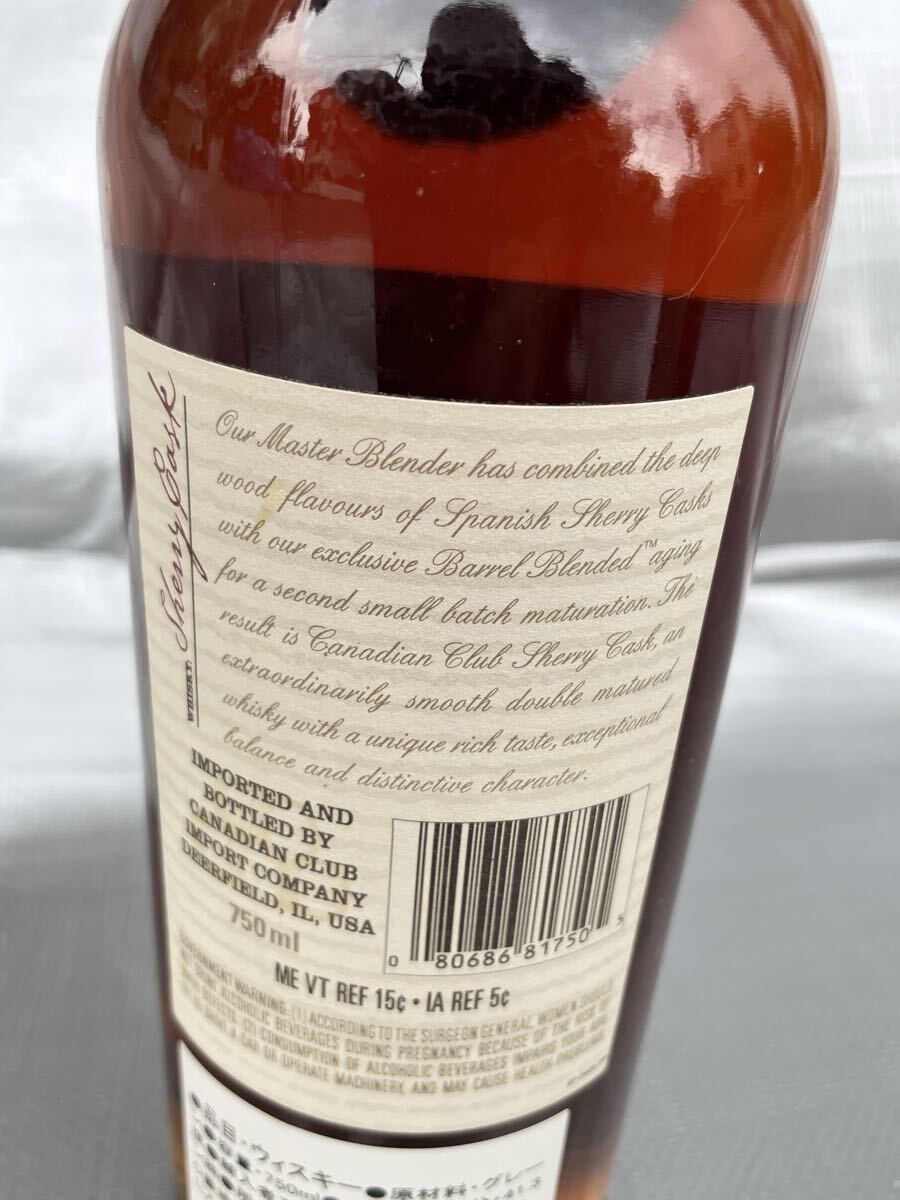 WHISKY: Sherry Cask
Our Master Blender has combined the deep
wood flavours of Spanish Sherry Casks
with our exclusive Barrel Blended™ aging
for a second small batch maturation. The
result is Canadian Club Sherry Cask, an
extraordinarily smooth double matured
whisky with a unique rich taste, exceptional
balance and distinctive character.
IMPORTED AND
BOTTLED BY
CANADIAN CLUB
IMPORT COMPANY
DEERFIELD, IL, USA
750 ml
0 80686 81750 5
ME VT REF 15¢ • IA REF 5¢
GOVERNMENT WARNING: (1) ACCORDING TO THE SURGEON GENERAL, WOMEN SHOULD
NOT DRINK ALCOHOLIC BEVERAGES DURING PREGNANCY BECAUSE OF THE RISK OF
BIRTH DEFECTS. (2) CONSUMPTION OF ALCOHOLIC BEVERAGES IMPAIRS YOUR ABILITY
TO DRIVE A CAR OR OPERATE MACHINERY, AND MAY CAUSE HEALTH PROBLEMS.
●品目・ウィスキー●原材料・グレー
●容量・750ml